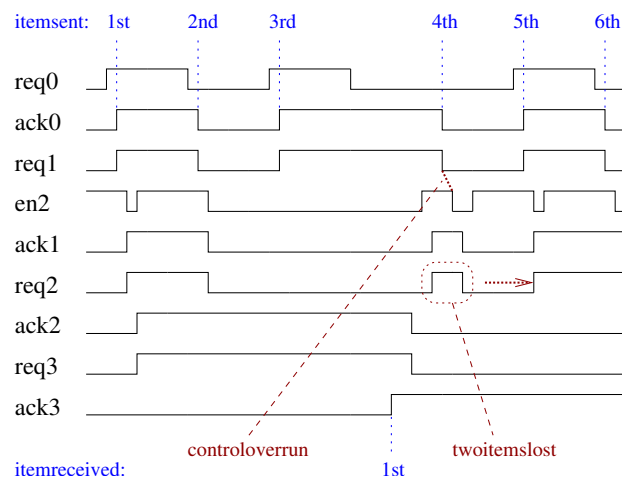 itemsent: 1st 2nd 3rd 4th 5th 6th
req0
ack0
req1
en2
ack1
req2
ack2
req3
ack3
controloverrun twoitemslost
itemreceived: 1st